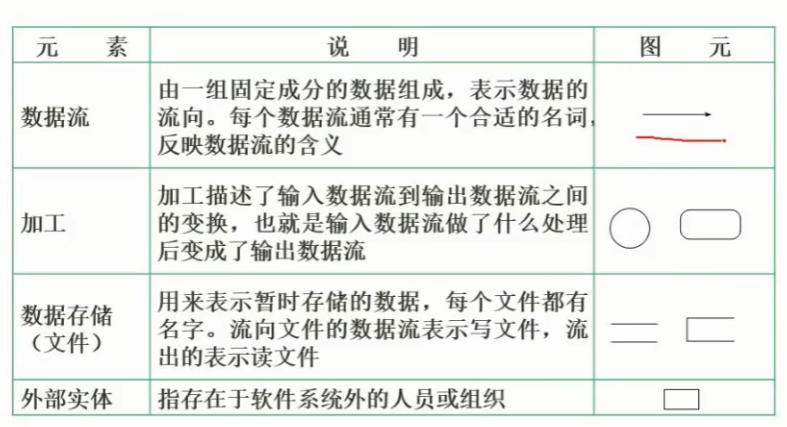 元 素 说 明 图 元
数据流
由一组固定成分的数据组成，表示数据的
流向。每个数据流通常有一个合适的名词，
反映数据流的含义
加工
加工描述了输入数据流到输出数据流之间
的变换，也就是输入数据流做了什么处理
后变成了输出数据流
数据存储
（文件）
用来表示暂时存储的数据，每个文件都有
名字。流向文件的数据流表示写文件，流
出的表示读文件
外部实体 指存在于软件系统外的人员或组织